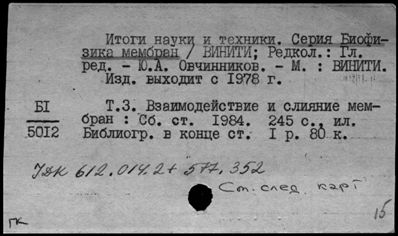 Итоги науки и техники. Серия Биофи-
зика мембран / ВИНИТИ; Редкол.: Гл.
ред. - Ю.А. Овчинников. - М. : ВИНИТИ.
Изд. выходит с 1978 г.
Б1 Т.3. Взаимодействие и слияние мем-
бран : Сб. ст. 1984. 245 с., ил.
5012 Библиогр. в конце ст. 1 р. 80 к.
УДК 612.014.2+577.352
См. след. карт
15
ГК